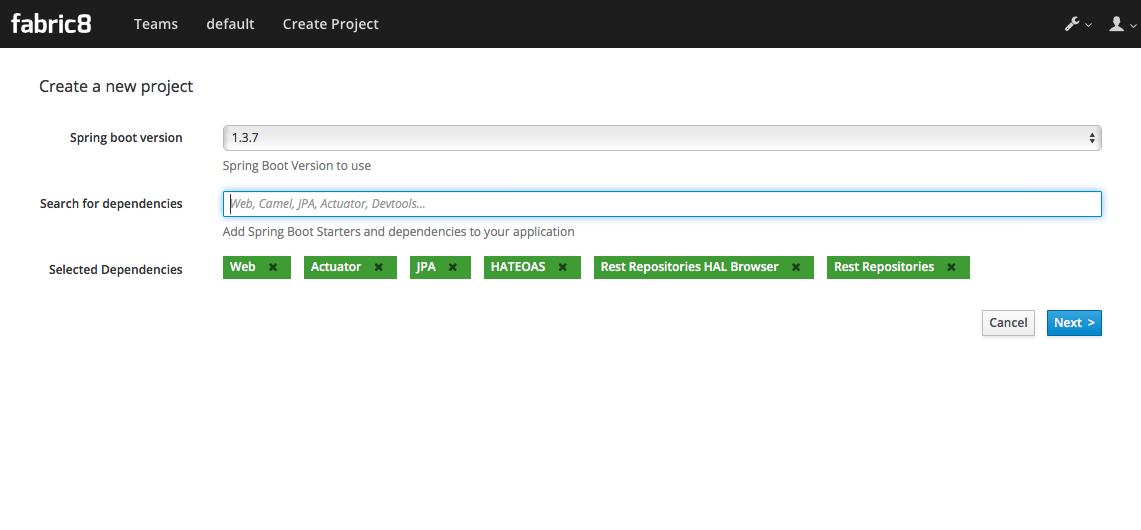 fabric8 Teams default Create Project
Create a new project
Spring boot version 1.3.7
Spring Boot Version to use
Search for dependencies Web, Camel, JPA, Actuator, Devtools...
Add Spring Boot Starters and dependencies to your application
Selected Dependencies Web × Actuator × JPA × HATEOAS × Rest Repositories HAL Browser × Rest Repositories ×
Cancel Next >